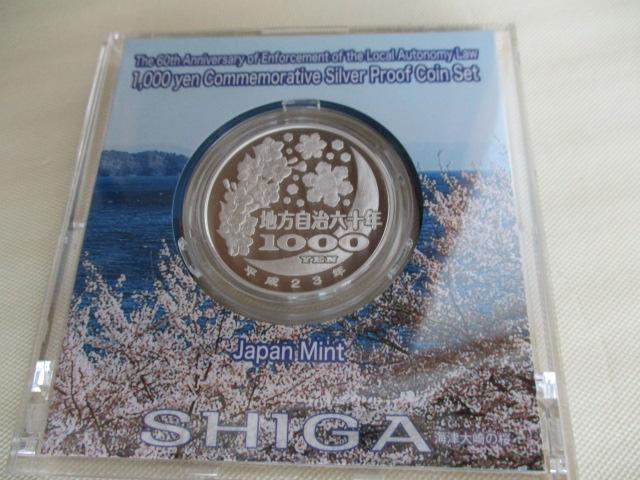 The 60th Anniversary of Enforcement of the Local Autonomy Law
1,000 yen Commemorative Silver Proof Coin Set
地方自治六十年
1000
YEN
平成23年
Japan Mint
SHIGA
海津大崎の桜